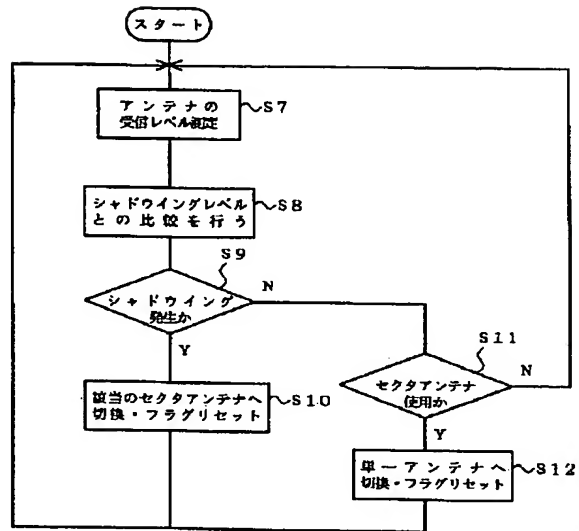 スタート
アンテナの
受信レベル測定
S7
シャドウイングレベル
との比較を行う
S8
シャドウイング
発生か
S9
N
Y
該当のセクタアンテナへ
切換・フラグリセット
S10
セクタアンテナ
使用か
S11
N
Y
単一アンテナへ
切換・フラグリセット
S12